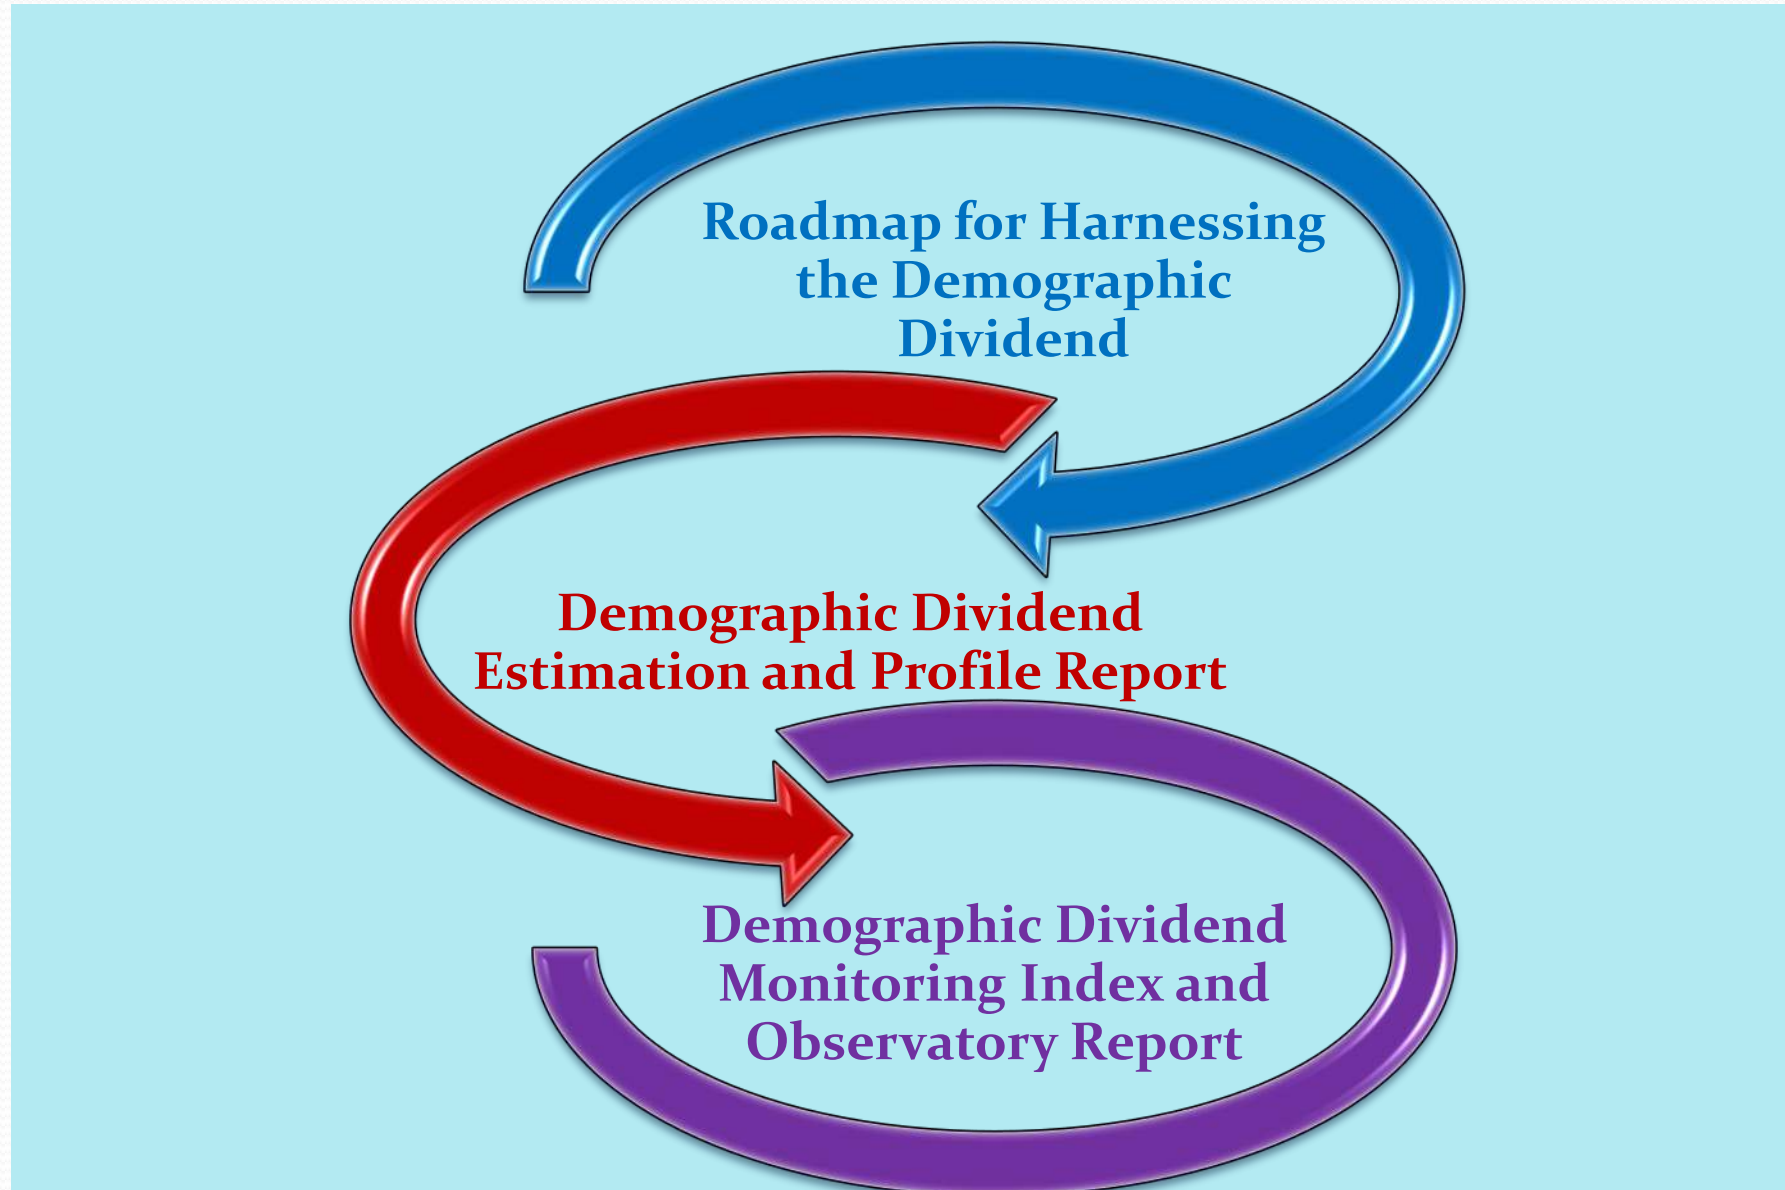 Roadmap for Harnessing
the Demographic
Dividend
Demographic Dividend
Estimation and Profile Report
Demographic Dividend
Monitoring Index and
Observatory Report